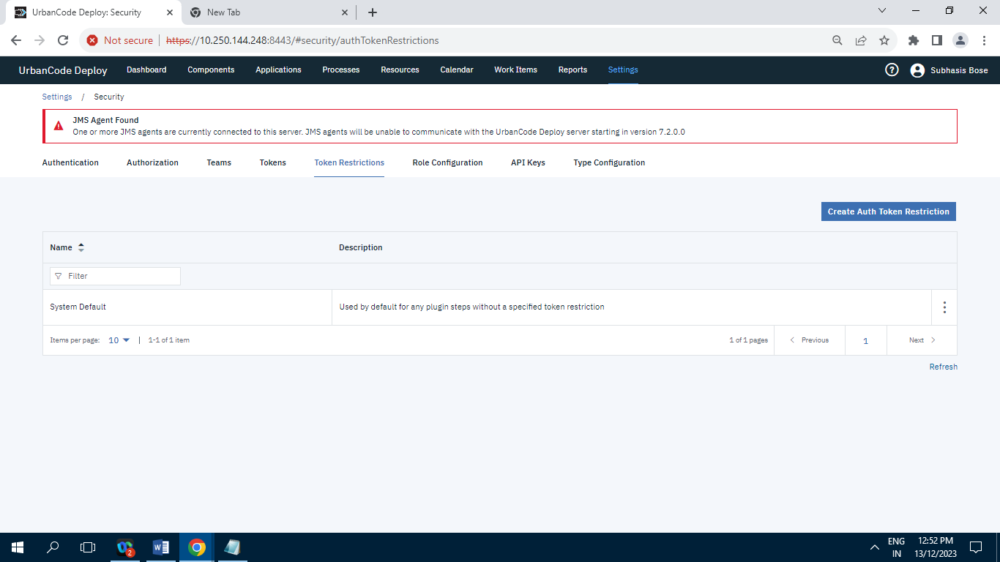 UrbanCode Deploy: Security
New Tab
Not secure https://10.250.144.248:8443/#security/authTokenRestrictions
UrbanCode Deploy Dashboard Components Applications Processes Resources Calendar Work Items Reports Settings Subhasis Bose
Settings / Security
JMS Agent Found
One or more JMS agents are currently connected to this server. JMS agents will be unable to communicate with the UrbanCode Deploy server starting in version 7.2.0.0
Authentication Authorization Teams Tokens Token Restrictions Role Configuration API Keys Type Configuration
Create Auth Token Restriction
Name Description
Filter
System Default Used by default for any plugin steps without a specified token restriction
Items per page: 10 | 1-1 of 1 item 1 of 1 pages Previous 1 Next
Refresh
2
ENG 12:52 PM
IN 13/12/2023